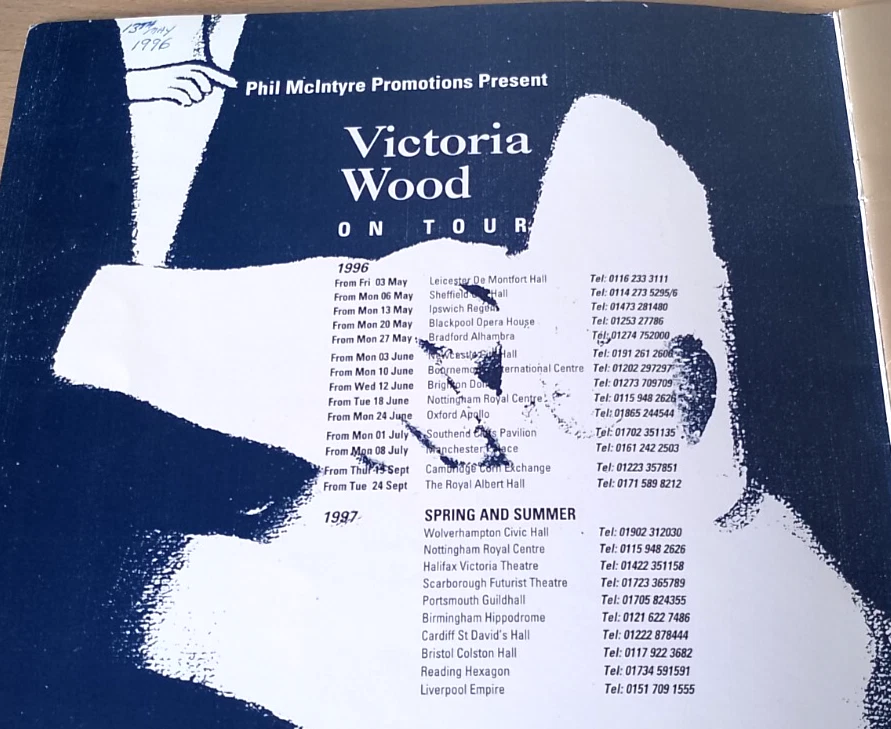 13TH MAY
1996
Phil McIntyre Promotions Present
Victoria
Wood
ON TOUR
1996
From Fri 03 May Leicester De Montfort Hall Tel: 0116 233 3111
From Mon 06 May Sheffield Hall Tel: 0114 273 5295/6
From Mon 13 May Ipswich Regent Tel: 01473 281480
From Mon 20 May Blackpool Opera House Tel: 01253 27786
From Mon 27 May Bradford Alhambra Tel: 01274 752000
From Mon 03 June Newcastle Hall Tel: 0191 261 2606
From Mon 10 June Bournemouth International Centre Tel: 01202 297297
From Wed 12 June Brighton Dome Tel: 01273 709709
From Tue 18 June Nottingham Royal Centre Tel: 0115 948 2626
From Mon 24 June Oxford Apollo Tel: 01865 244544
From Mon 01 July Southend Cliffs Pavilion Tel: 01702 351135
From Mon 08 July Manchester Palace Tel: 0161 242 2503
From Thur Sept Cambridge Corn Exchange Tel: 01223 357851
From Tue 24 Sept The Royal Albert Hall Tel: 0171 589 8212
1997 SPRING AND SUMMER
Wolverhampton Civic Hall Tel: 01902 312030
Nottingham Royal Centre Tel: 0115 948 2626
Halifax Victoria Theatre Tel: 01422 351158
Scarborough Futurist Theatre Tel: 01723 365789
Portsmouth Guildhall Tel: 01705 824355
Birmingham Hippodrome Tel: 0121 622 7486
Cardiff St David's Hall Tel: 01222 878444
Bristol Colston Hall Tel: 0117 922 3682
Reading Hexagon Tel: 01734 591591
Liverpool Empire Tel: 0151 709 1555